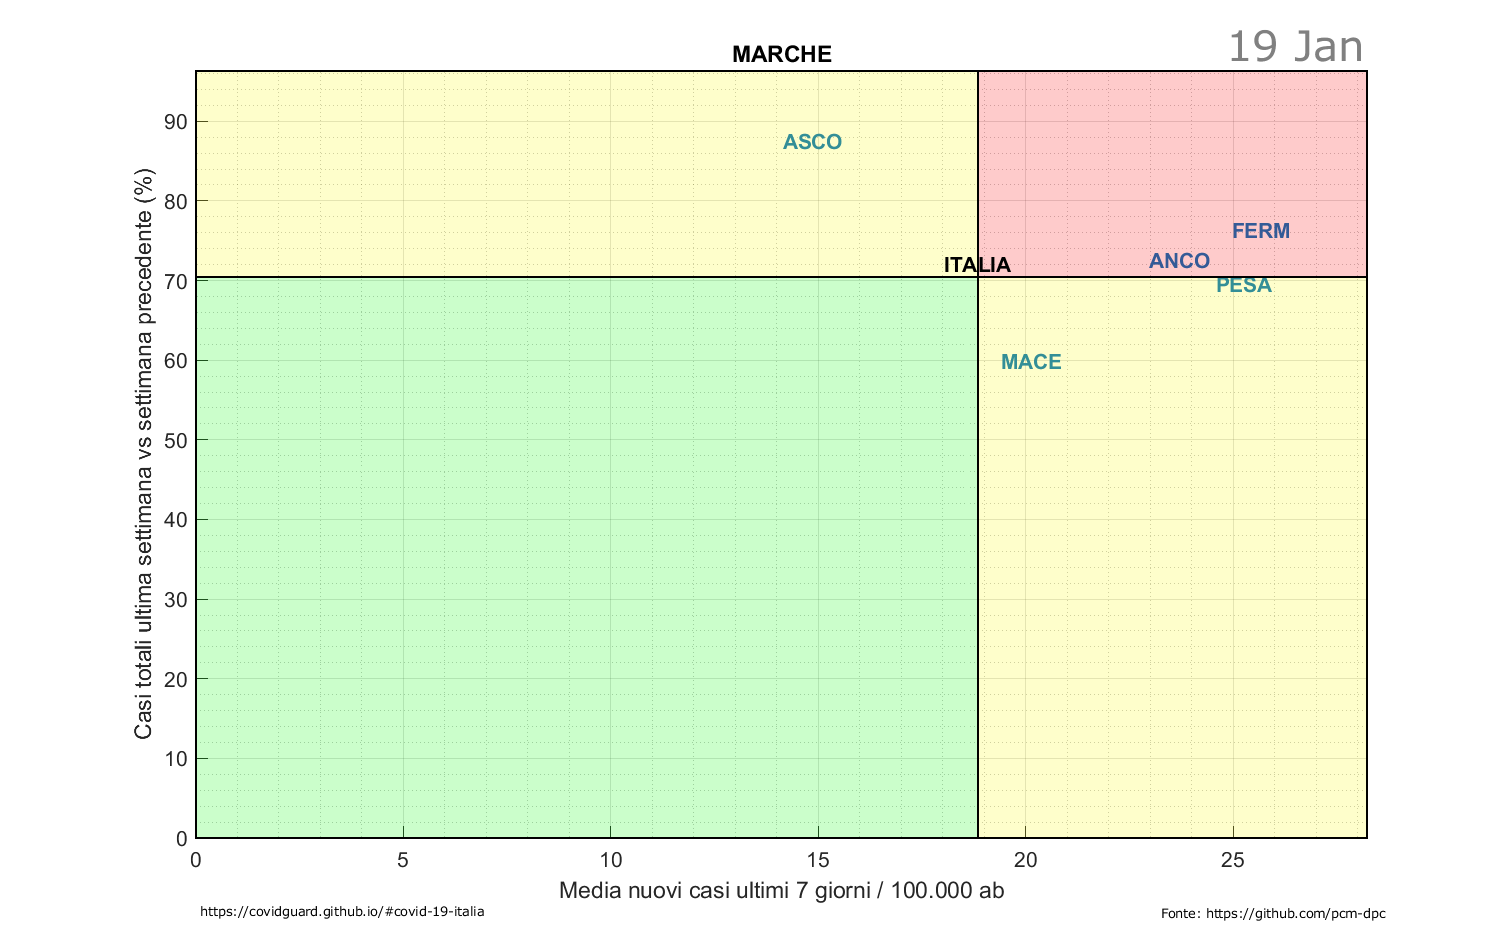 MARCHE
19 Jan
Casi totali ultima settimana vs settimana precedente (%)
90
80
70
60
50
40
30
20
10
0
ASCO
FERM
ITALIA
ANCO
PESA
MACE
0 5 10 15 20 25
Media nuovi casi ultimi 7 giorni / 100.000 ab
https://covidguard.github.io/#covid-19-italia
Fonte: https://github.com/pcm-dpc